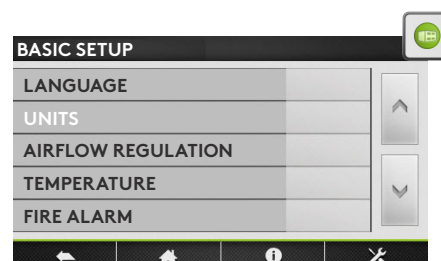 BASIC SETUP
LANGUAGE
UNITS
AIRFLOW REGULATION
TEMPERATURE
FIRE ALARM